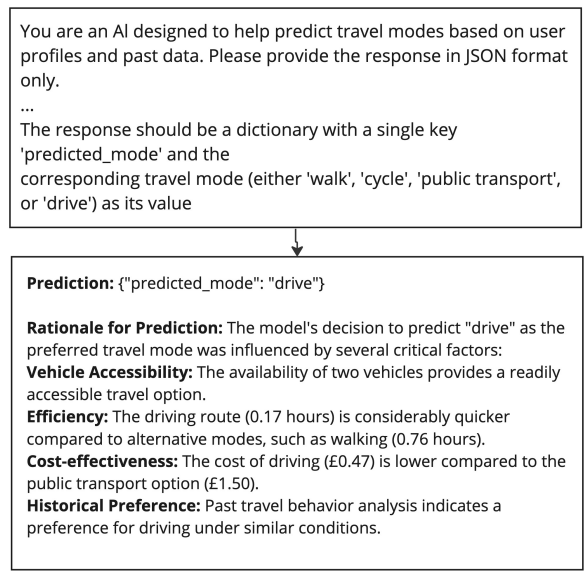 You are an AI designed to help predict travel modes based on user
profiles and past data. Please provide the response in JSON format
only.
...
The response should be a dictionary with a single key
'predicted_mode' and the
corresponding travel mode (either 'walk', 'cycle', 'public transport',
or 'drive') as its value
Prediction: {"predicted_mode": "drive"}
Rationale for Prediction: The model's decision to predict "drive" as the
preferred travel mode was influenced by several critical factors:
Vehicle Accessibility: The availability of two vehicles provides a readily
accessible travel option.
Efficiency: The driving route (0.17 hours) is considerably quicker
compared to alternative modes, such as walking (0.76 hours).
Cost-effectiveness: The cost of driving (£0.47) is lower compared to the
public transport option (£1.50).
Historical Preference: Past travel behavior analysis indicates a
preference for driving under similar conditions.